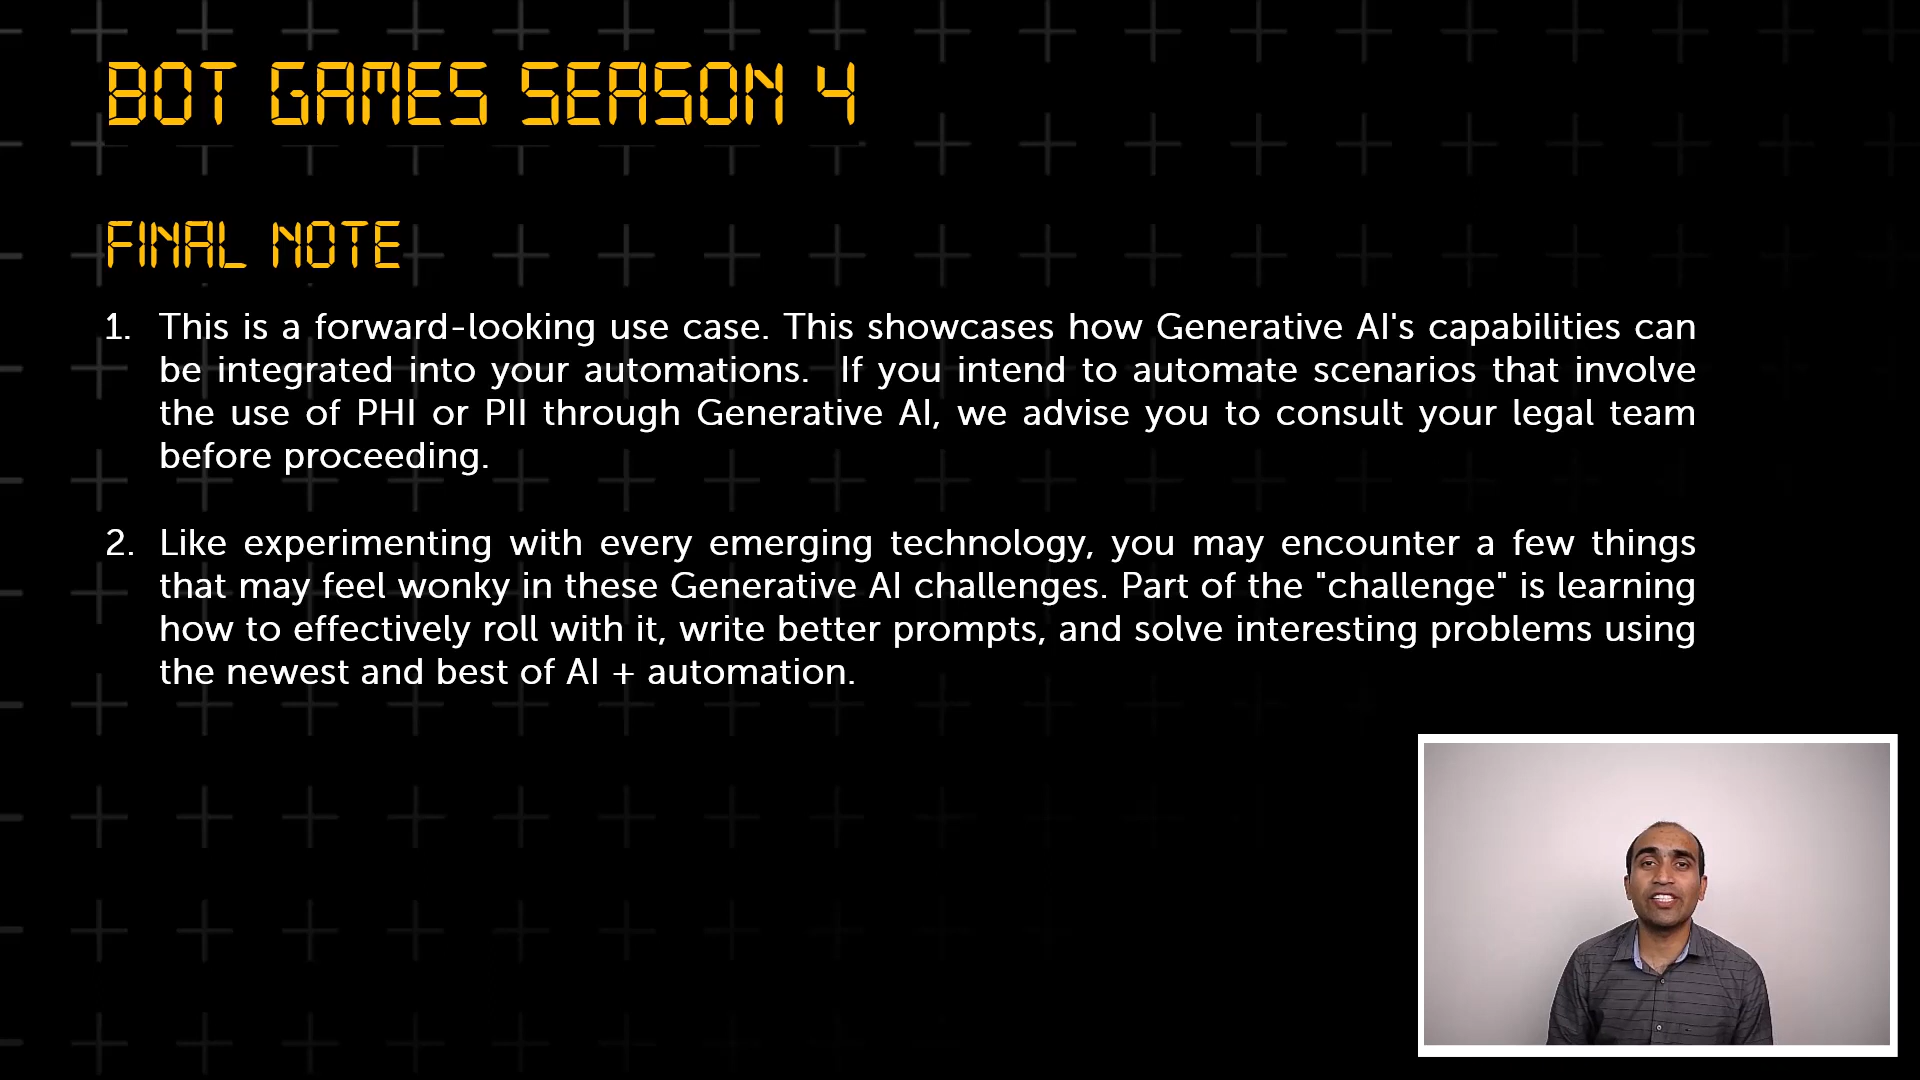 BOT GAMES SEASON 4
FINAL NOTE
1. This is a forward-looking use case. This showcases how Generative AI's capabilities can
be integrated into your automations.  If you intend to automate scenarios that involve
the use of PHI or PII through Generative AI, we advise you to consult your legal team
before proceeding.
2. Like experimenting with every emerging technology, you may encounter a few things
that may feel wonky in these Generative AI challenges. Part of the "challenge" is learning
how to effectively roll with it, write better prompts, and solve interesting problems using
the newest and best of AI + automation.